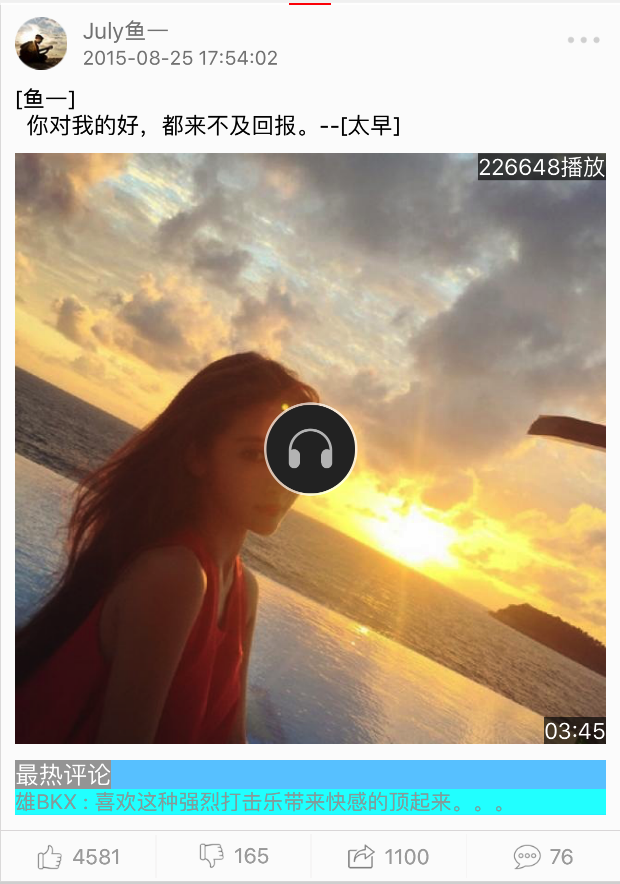 July鱼一
2015-08-25 17:54:02
[鱼一]
你对我的好，都来不及回报。--[太早]
226648播放
03:45
最热评论
雄BKX : 喜欢这种强烈打击乐带来快感的顶起来。。。
4581
165
1100
76